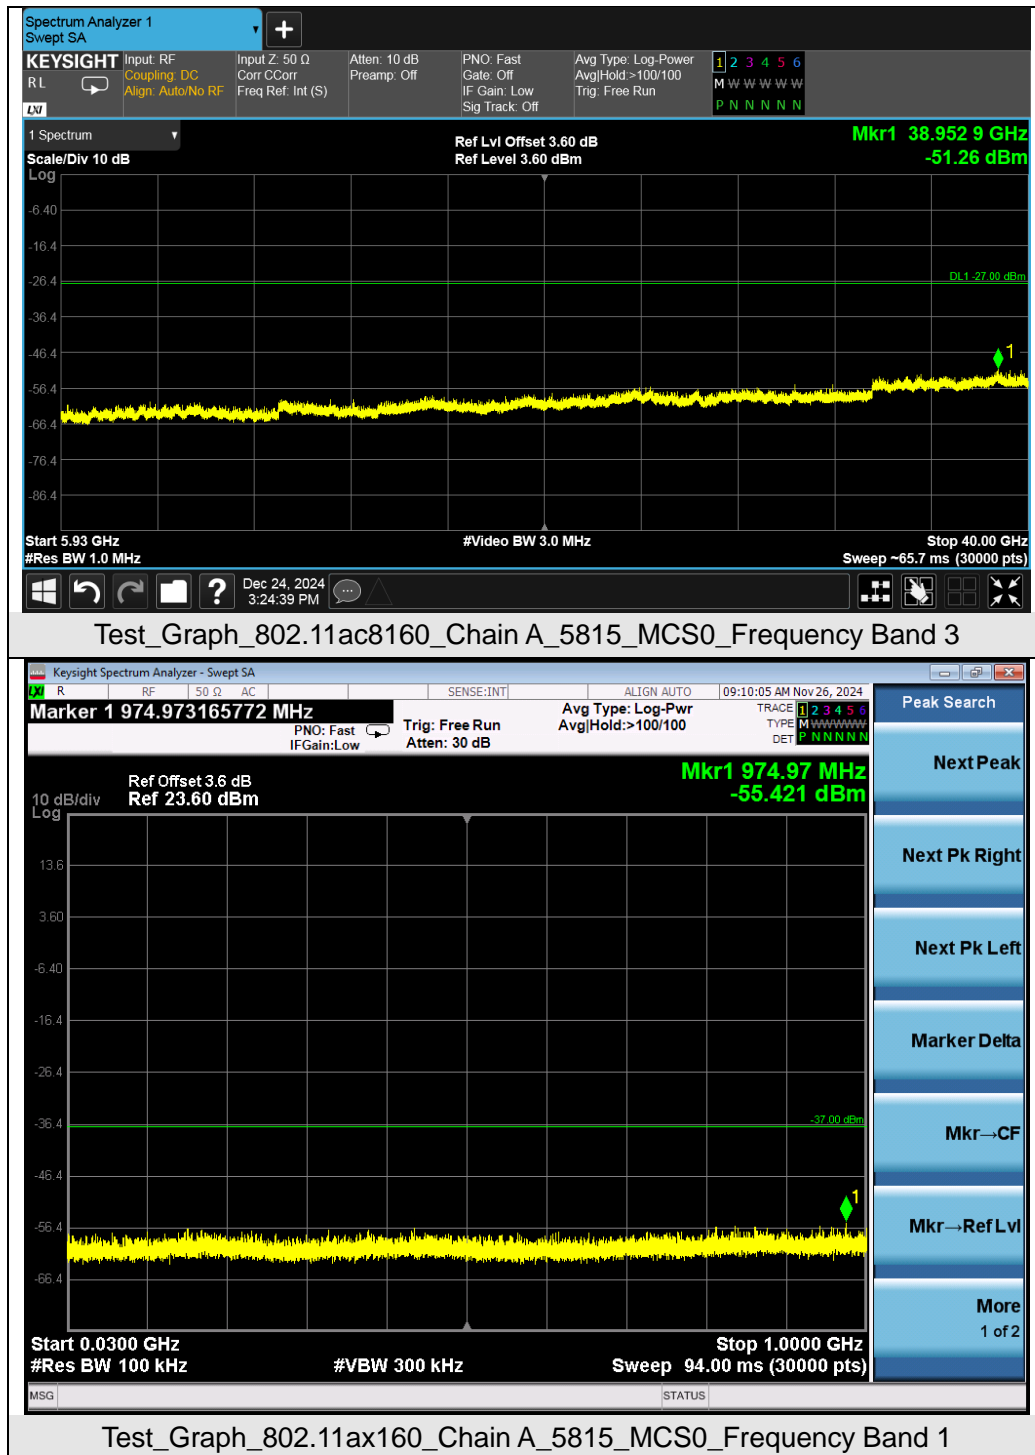 Spectrum Analyzer 1
Swept SA
KEYSIGHT
RL
LXI
Input: RF
Coupling: DC
Align: Auto/No RF
Input Z: 50 Ω
Corr CCorr
Freq Ref: Int (S)
Atten: 10 dB
Preamp: Off
PNO: Fast
Gate: Off
IF Gain: Low
Sig Track: Off
Avg Type: Log-Power
Avg|Hold:>100/100
Trig: Free Run
1 2 3 4 5 6
M W W W W W
P N N N N N
1 Spectrum
Scale/Div 10 dB
Log
Ref Lvl Offset 3.60 dB
Ref Level 3.60 dBm
Mkr1 38.952 9 GHz
-51.26 dBm
-6.40
-16.4
-26.4
DL1 -27.00 dBm
-36.4
-46.4
1
-56.4
-66.4
-76.4
-86.4
Start 5.93 GHz
#Video BW 3.0 MHz
Stop 40.00 GHz
#Res BW 1.0 MHz
Sweep ~65.7 ms (30000 pts)
?
Dec 24, 2024
3:24:39 PM
Test_Graph_802.11ac8160_Chain A_5815_MCS0_Frequency Band 3
Keysight Spectrum Analyzer - Swept SA
LXI R RF 50 Ω AC SENSE:INT ALIGN AUTO 09:10:05 AM Nov 26, 2024
Marker 1 974.973165772 MHz
PNO: Fast
IFGain:Low
Trig: Free Run
Atten: 30 dB
Avg Type: Log-Pwr
Avg|Hold:>100/100
TRACE 1 2 3 4 5 6
TYPE M W W W W W
DET P N N N N N
Peak Search
Next Peak
Next Pk Right
Next Pk Left
Marker Delta
Mkr→CF
Mkr→Ref Lvl
More
1 of 2
Ref Offset 3.6 dB
10 dB/div Ref 23.60 dBm
Log
Mkr1 974.97 MHz
-55.421 dBm
13.6
3.60
-6.40
-16.4
-26.4
-36.4
-37.00 dBm
-46.4
1
-56.4
-66.4
Start 0.0300 GHz
Stop 1.0000 GHz
#Res BW 100 kHz
#VBW 300 kHz
Sweep 94.00 ms (30000 pts)
MSG
STATUS
Test_Graph_802.11ax160_Chain A_5815_MCS0_Frequency Band 1